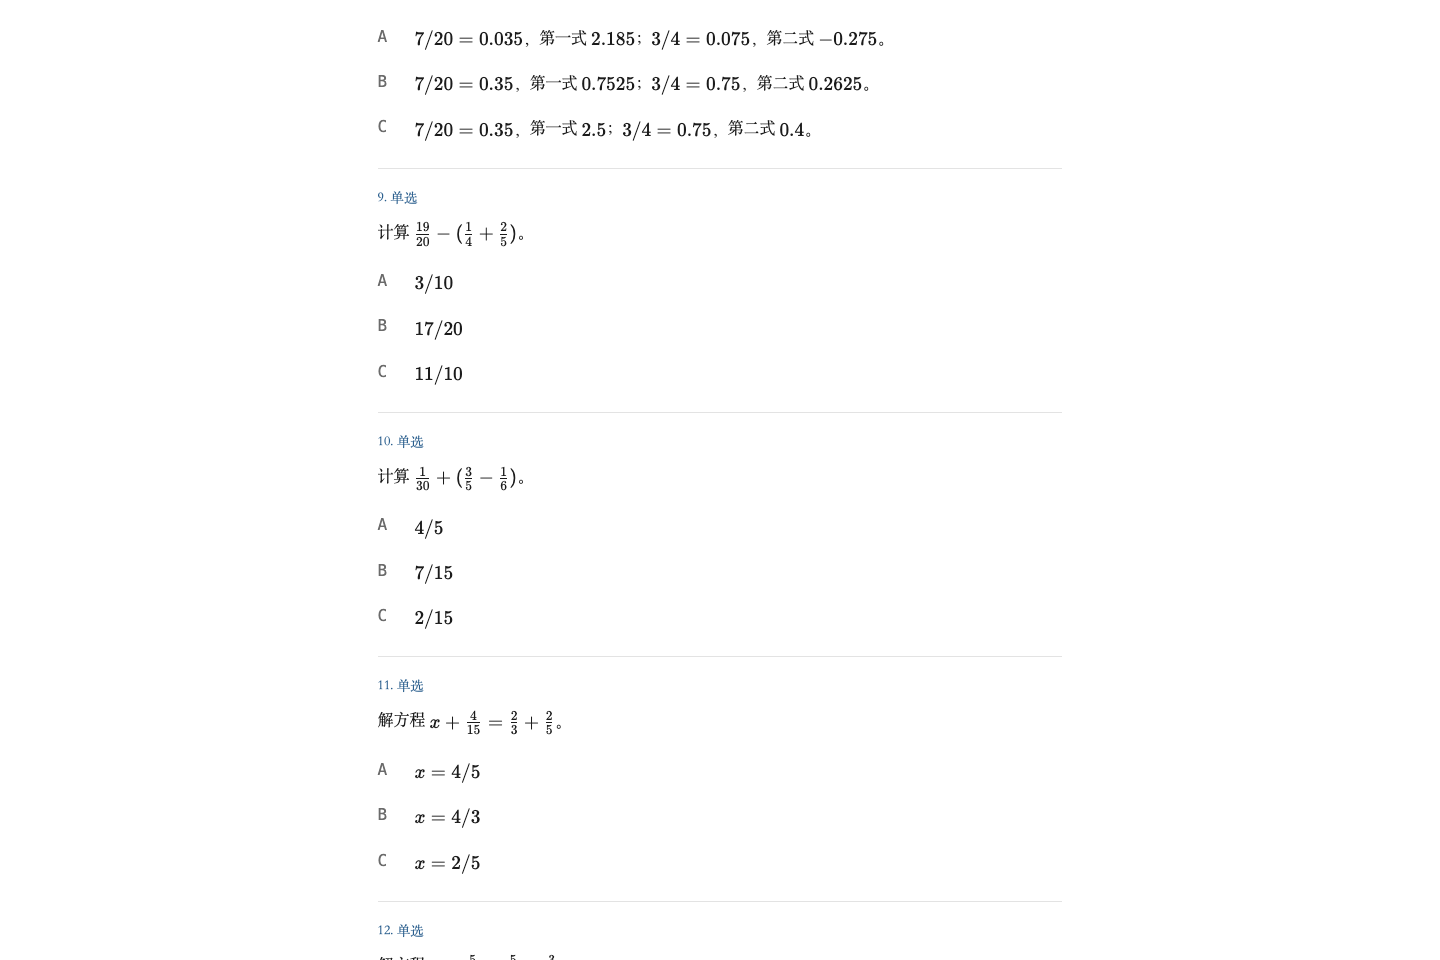 A 7/20 = 0.035，第一式 2.185；3/4 = 0.075，第二式 −0.275。
B 7/20 = 0.35，第一式 0.7525；3/4 = 0.75，第二式 0.2625。
C 7/20 = 0.35，第一式 2.5；3/4 = 0.75，第二式 0.4。
9. 单选
计算 19/20 − (1/4 + 2/5)。
A 3/10
B 17/20
C 11/10
10. 单选
计算 1/30 + (3/5 − 1/6)。
A 4/5
B 7/15
C 2/15
11. 单选
解方程 x + 4/15 = 2/3 + 2/5。
A x = 4/5
B x = 4/3
C x = 2/5
12. 单选